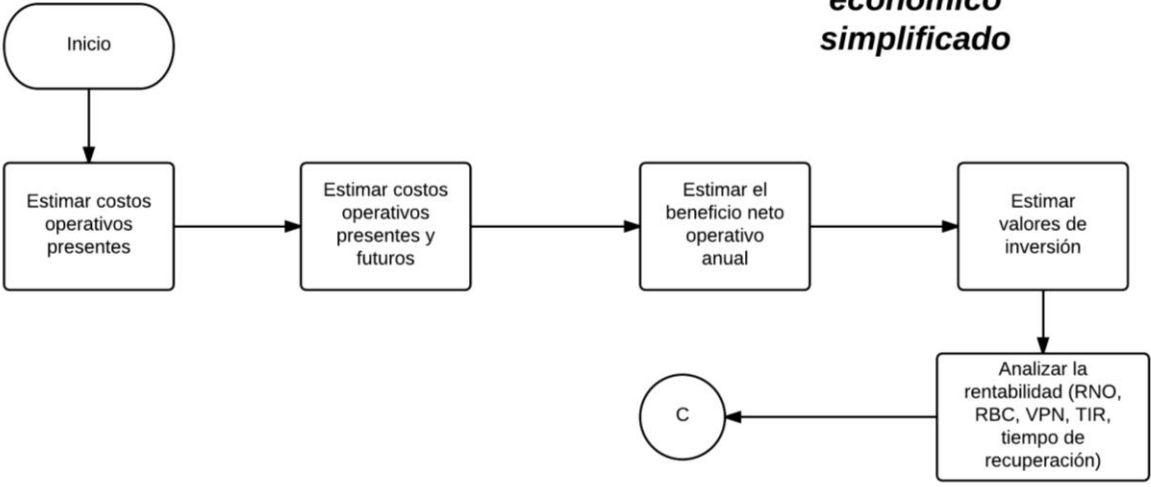 económico
simplificado
Inicio
Estimar costos
operativos
presentes
Estimar costos
operativos
presentes y
futuros
Estimar el
beneficio neto
operativo
anual
Estimar
valores de
inversión
Analizar la
rentabilidad (RNO,
RBC, VPN, TIR,
tiempo de
recuperación)
C